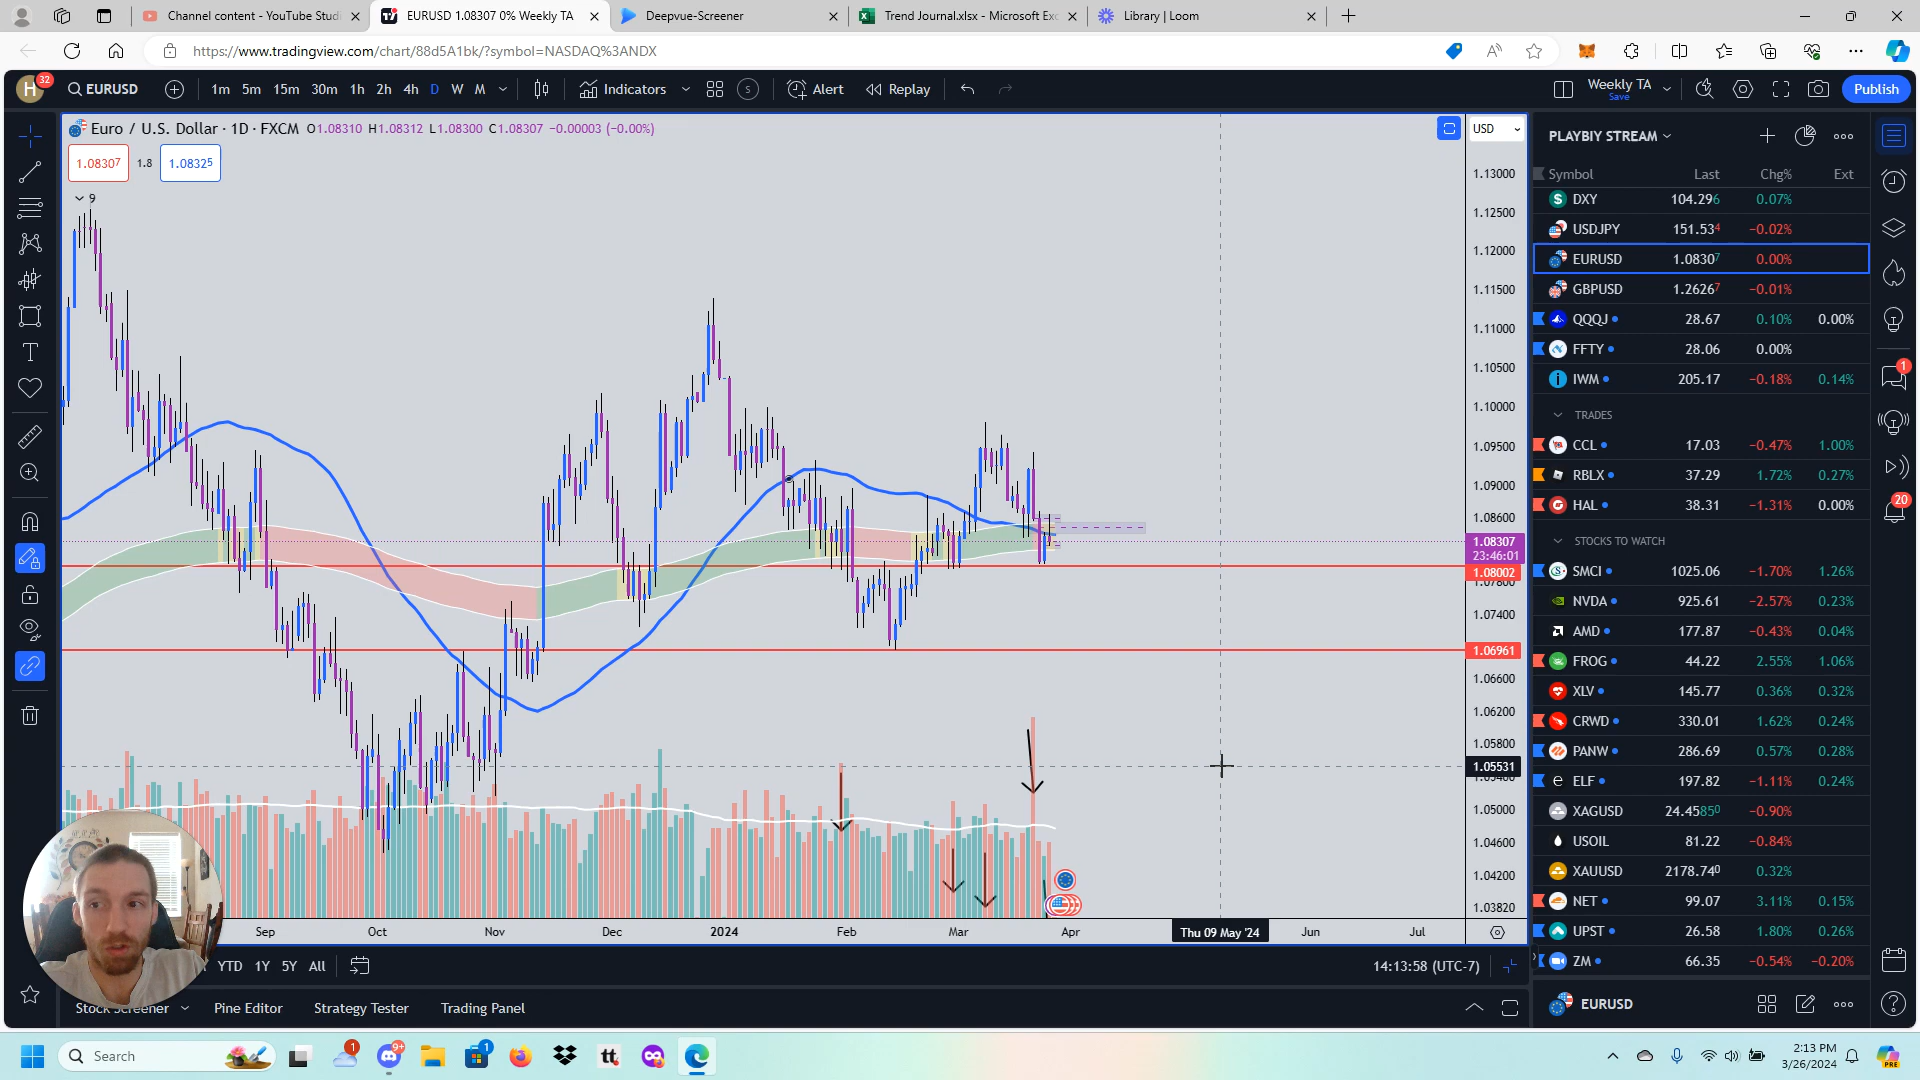 Channel content - YouTube Studi
EURUSD 1.08307 0% Weekly TA
Deepvue-Screener
Trend Journal.xlsx - Microsoft Exc
Library | Loom
https://www.tradingview.com/chart/88d5A1bk/?symbol=NASDAQ%3ANDX
H
32
EURUSD
1m 5m 15m 30m 1h 2h 4h D W M
Indicators
Alert
Replay
Weekly TA
Save
Publish
Euro / U.S. Dollar · 1D · FXCM O1.08310 H1.08312 L1.08300 C1.08307 −0.00003 (−0.00%)
1.08307 1.8 1.08325
9
USD
1.13000
1.12500
1.12000
1.11500
1.11000
1.10500
1.10000
1.09500
1.09000
1.08600
1.08307
23:46:01
1.08002
1.07800
1.07400
1.06961
1.06600
1.06200
1.05800
1.05531
1.05000
1.04600
1.04200
1.03820
Sep Oct Nov Dec 2024 Feb Mar Apr Thu 09 May '24 Jun Jul
YTD 1Y 5Y All
14:13:58 (UTC-7)
Stock Screener Pine Editor Strategy Tester Trading Panel
PLAYBIY STREAM
Symbol Last Chg% Ext
DXY 104.296 0.07%
USDJPY 151.534 −0.02%
EURUSD 1.08307 0.00%
GBPUSD 1.26267 −0.01%
QQQJ 28.67 0.10% 0.00%
FFTY 28.06 0.00%
IWM 205.17 −0.18% 0.14%
TRADES
CCL 17.03 −0.47% 1.00%
RBLX 37.29 1.72% 0.27%
HAL 38.31 −1.31% 0.00%
STOCKS TO WATCH
SMCI 1025.06 −1.70% 1.26%
NVDA 925.61 −2.57% 0.23%
AMD 177.87 −0.43% 0.04%
FROG 44.22 2.55% 1.06%
XLV 145.77 0.36% 0.32%
CRWD 330.01 1.62% 0.24%
PANW 286.69 0.57% 0.28%
ELF 197.82 −1.11% 0.24%
XAGUSD 24.45850 −0.90%
USOIL 81.22 −0.84%
XAUUSD 2178.740 0.32%
NET 99.07 3.11% 0.15%
UPST 26.58 1.80% 0.26%
ZM 66.35 −0.54% −0.20%
EURUSD
1
20
Search
1
9+
1
tt
2:13 PM
3/26/2024
PRE